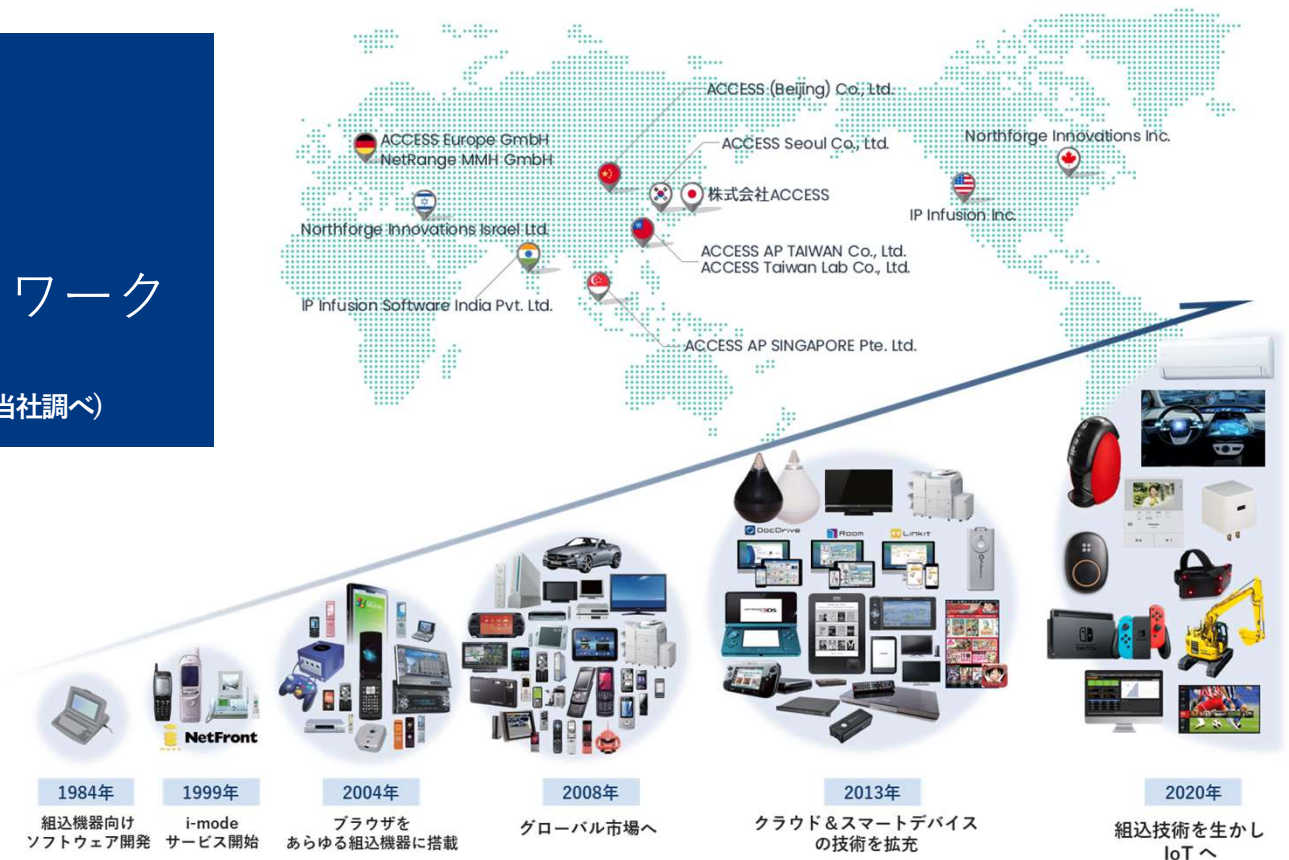 ワーク
当社調べ)
ACCESS (Beijing) Co., Ltd.
ACCESS Europe GmbH
NetRange MMH GmbH
ACCESS Seoul Co., Ltd.
Northforge Innovations Inc.
株式会社ACCESS
IP Infusion Inc.
Northforge Innovations Israel Ltd.
ACCESS AP TAIWAN Co., Ltd.
ACCESS Taiwan Lab Co., Ltd.
IP Infusion Software India Pvt. Ltd.
ACCESS AP SINGAPORE Pte. Ltd.
DocDrive
Room
Linkit
NINTENDO3DS
NetFront
1984年
組込機器向け
ソフトウェア開発
1999年
i-mode
サービス開始
2004年
ブラウザを
あらゆる組込機器に搭載
2008年
グローバル市場へ
2013年
クラウド＆スマートデバイス
の技術を拡充
2020年
組込技術を生かし
IoT へ